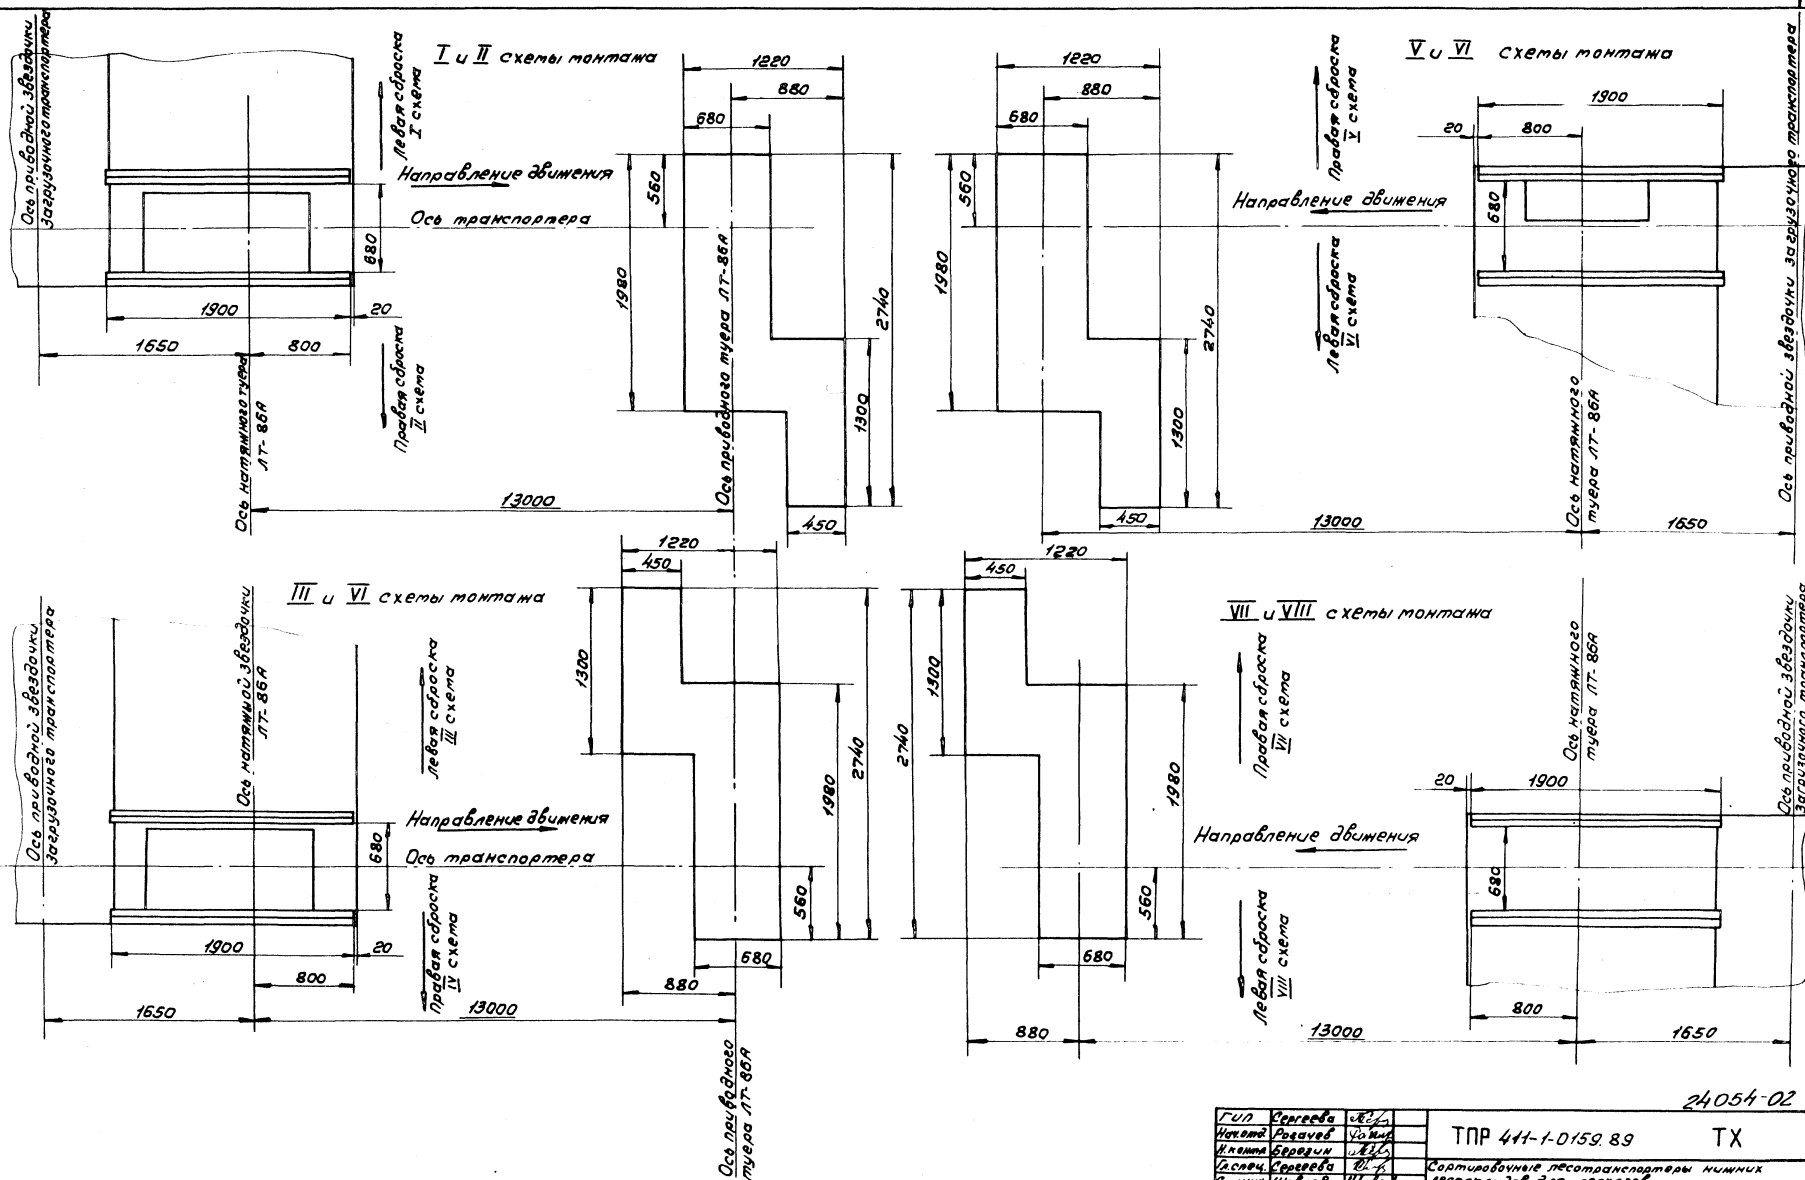 I и II схемы монтажа
Ось приводной звездочки
загрузочного транспортера
Левая сброска
I схема
Направление движения
Ось транспортера
680
1900
20
1650
800
Правая сброска
II схема
Ось натяжного туера
ЛТ-86А
13000
1220
880
680
560
1980
Ось приводного туера ЛТ-86А
2740
1300
450
V и VI схемы монтажа
1220
880
680
560
1980
2740
1300
450
Правая сброска
V схема
Направление движения
Левая сброска
VI схема
1900
20
800
680
Ось натяжного
туера ЛТ-86А
Ось приводной звездочки загрузочного транспортера
13000
1650
III и VI схемы монтажа
Ось приводной звездочки
загрузочного транспортера
Ось натяжной звездочки
ЛТ-86А
Левая сброска
III схема
Направление движения
Ось транспортера
680
1900
20
800
Правая сброска
IV схема
1650
13000
1220
450
1300
2740
1980
560
680
880
Ось приводного
туера ЛТ-86А
VII и VIII схемы монтажа
1220
450
1300
2740
1980
560
680
880
Правая сброска
VII схема
Направление движения
Левая сброска
VIII схема
Ось натяжного
туера ЛТ-86А
Ось приводной звездочки
загрузочного транспортера
20
1900
680
800
13000
1650
24054-02
ГИП Сергеева
Нач.отд. Рогачев
Н.контр Березин
Гл.спец. Сергеева
ТПР 411-1-0159.89 ТХ
Сортировочные лесотранспортеры нижних